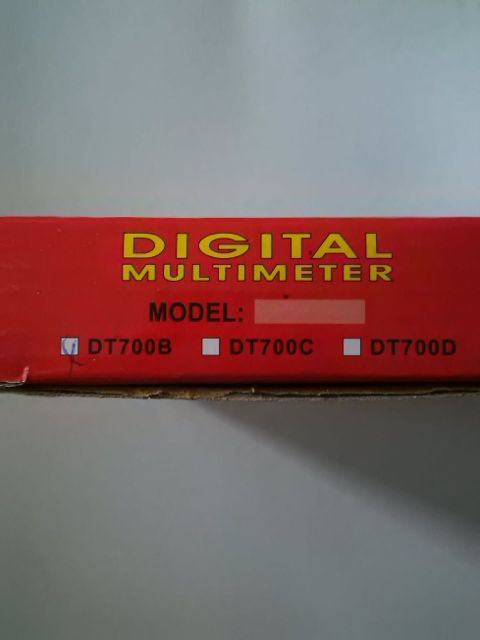 DIGITAL
MULTIMETER
MODEL:
DT700B DT700C DT700D